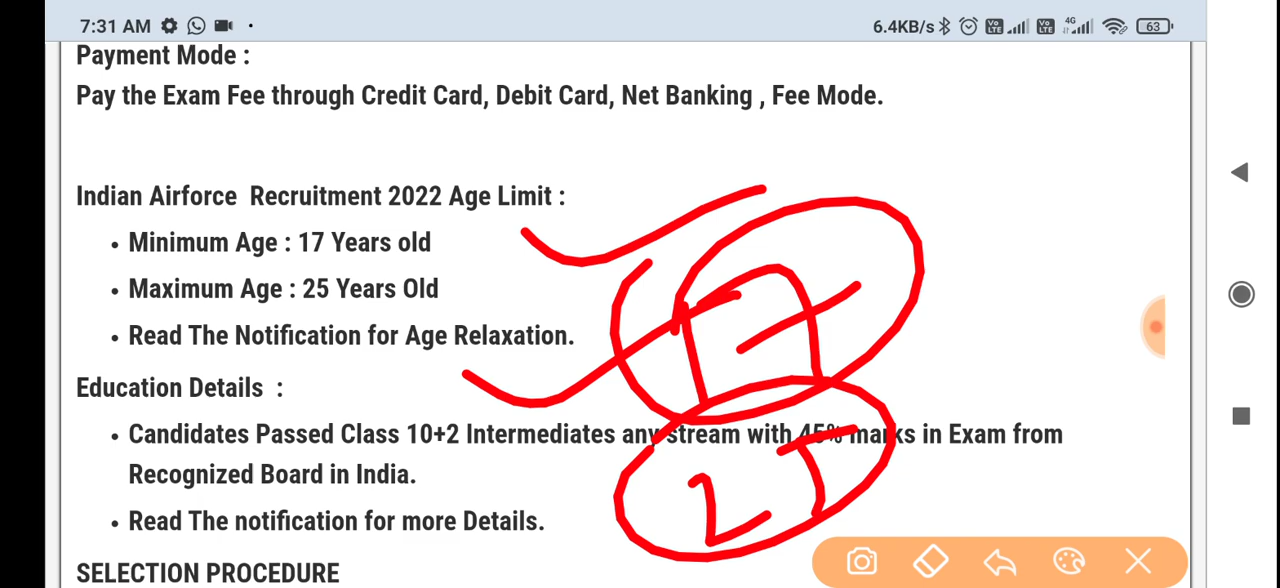 7:31 AM 6.4KB/s 4G 63
Payment Mode :
Pay the Exam Fee through Credit Card, Debit Card, Net Banking , Fee Mode.
Indian Airforce Recruitment 2022 Age Limit :
• Minimum Age : 17 Years old
• Maximum Age : 25 Years Old
• Read The Notification for Age Relaxation.
Education Details :
• Candidates Passed Class 10+2 Intermediates any stream with 45% marks in Exam from
Recognized Board in India.
• Read The notification for more Details.
SELECTION PROCEDURE